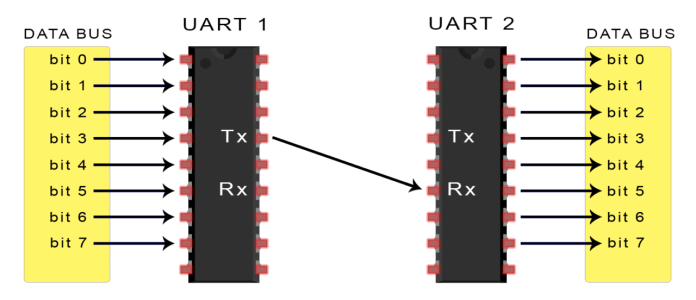 UART 1
UART 2
DATA BUS
bit 0
bit 1
bit 2
bit 3
bit 4
bit 5
bit 6
bit 7
Tx
Rx
Tx
Rx
DATA BUS
bit 0
bit 1
bit 2
bit 3
bit 4
bit 5
bit 6
bit 7